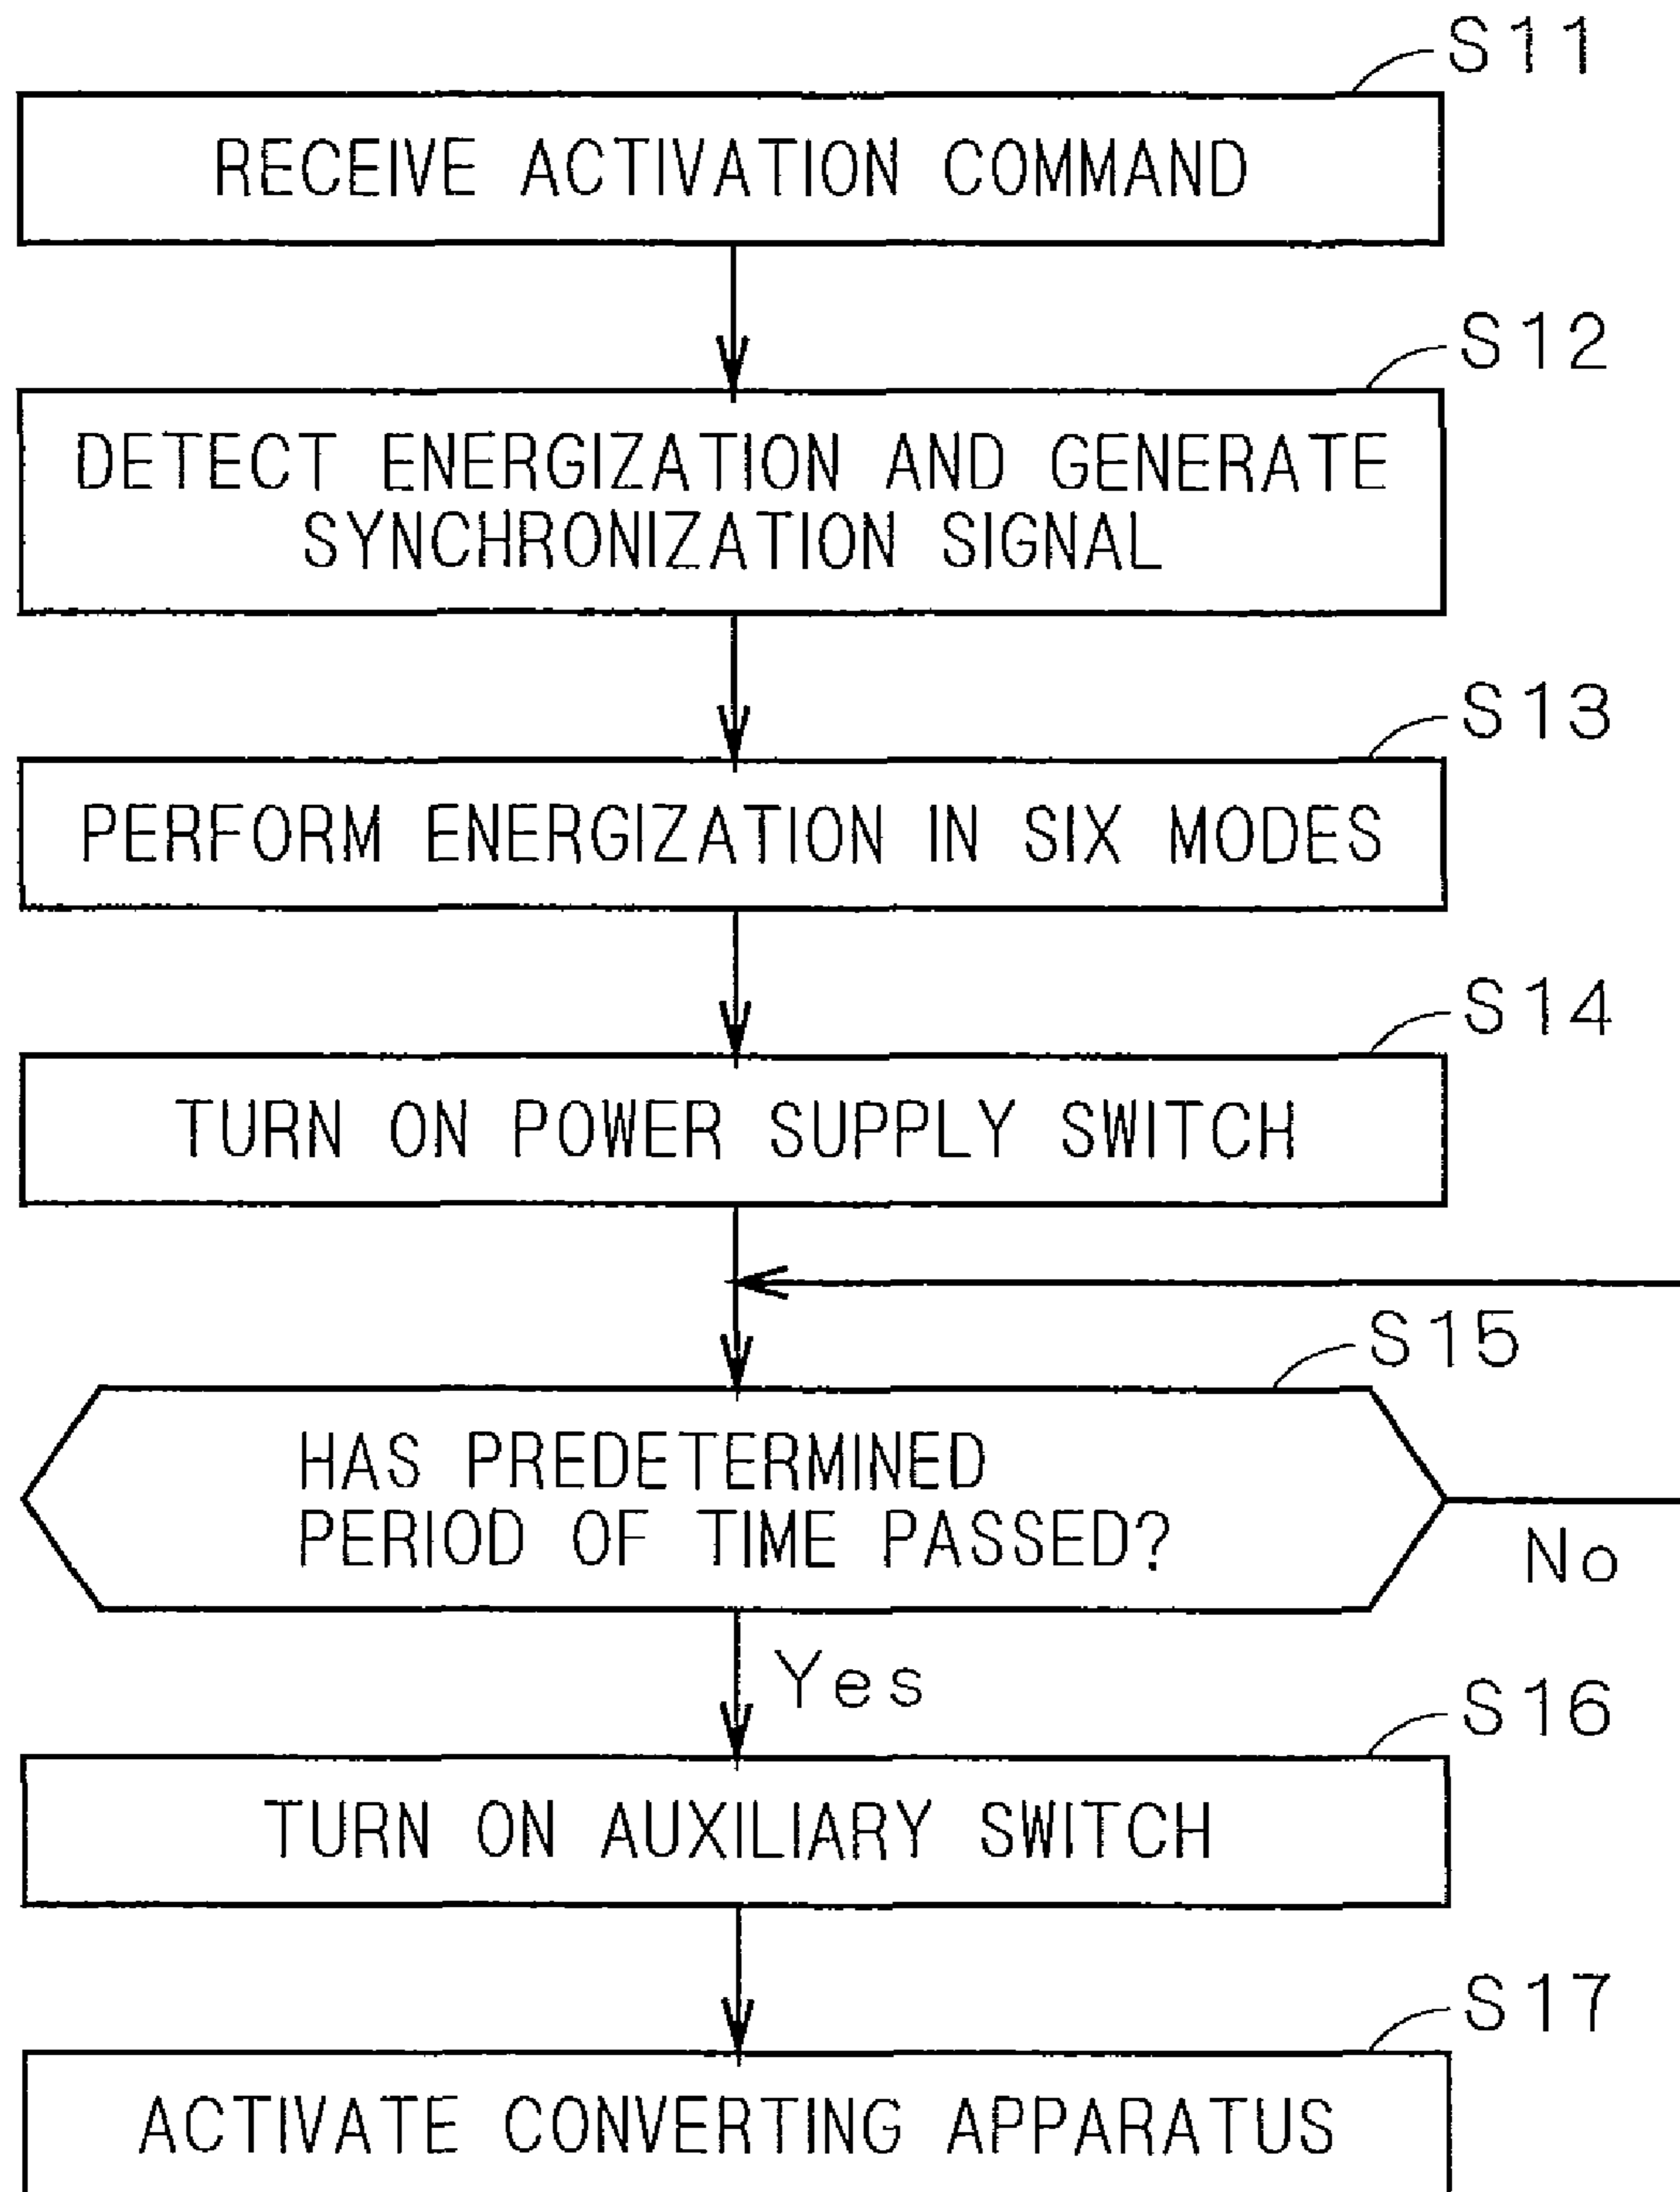 S11
RECEIVE ACTIVATION COMMAND
S12
DETECT ENERGIZATION AND GENERATE
SYNCHRONIZATION SIGNAL
S13
PERFORM ENERGIZATION IN SIX MODES
S14
TURN ON POWER SUPPLY SWITCH
S15
HAS PREDETERMINED
PERIOD OF TIME PASSED?
No
Yes
S16
TURN ON AUXILIARY SWITCH
S17
ACTIVATE CONVERTING APPARATUS